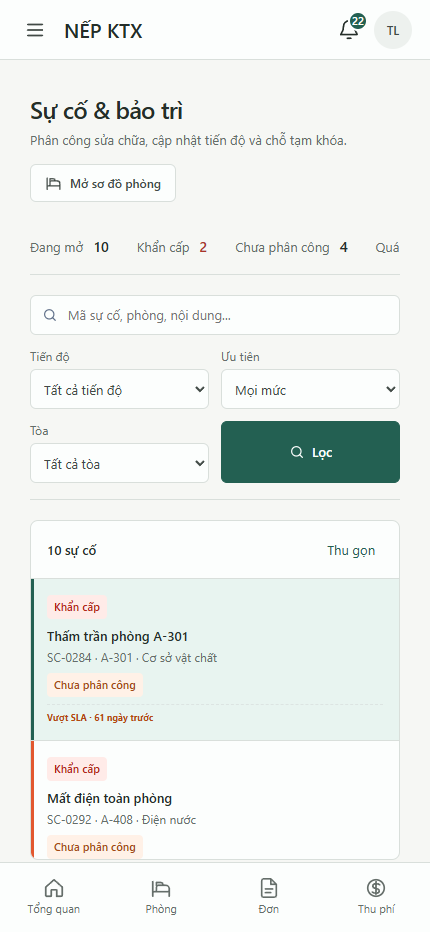 NẾP KTX
22
TL
Sự cố & bảo trì
Phân công sửa chữa, cập nhật tiến độ và chỗ tạm khóa.
Mở sơ đồ phòng
Đang mở 10 Khẩn cấp 2 Chưa phân công 4 Quá
Mã sự cố, phòng, nội dung...
Tiến độ Ưu tiên
Tất cả tiến độ Mọi mức
Tòa
Tất cả tòa Lọc
10 sự cố Thu gọn
Khẩn cấp
Thấm trần phòng A-301
SC-0284 · A-301 · Cơ sở vật chất
Chưa phân công
Vượt SLA · 61 ngày trước
Khẩn cấp
Mất điện toàn phòng
SC-0292 · A-408 · Điện nước
Chưa phân công
Tổng quan Phòng Đơn Thu phí